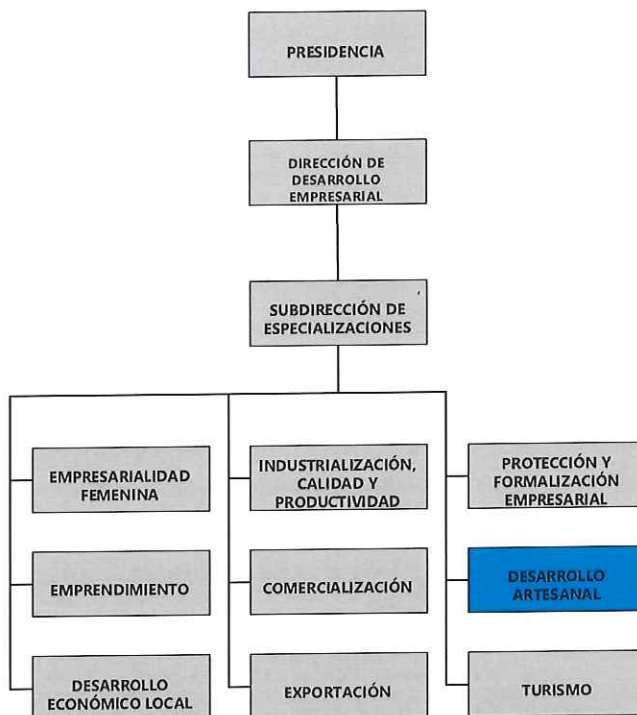 PRESIDENCIA
DIRECCIÓN DE
DESARROLLO
EMPRESARIAL
SUBDIRECCIÓN DE
ESPECIALIZACIONES
EMPRESARIALIDAD
FEMENINA
INDUSTRIALIZACIÓN,
CALIDAD Y
PRODUCTIVIDAD
PROTECCIÓN Y
FORMALIZACIÓN
EMPRESARIAL
EMPRENDIMIENTO
COMERCIALIZACIÓN
DESARROLLO
ARTESANAL
DESARROLLO
ECONÓMICO LOCAL
EXPORTACIÓN
TURISMO